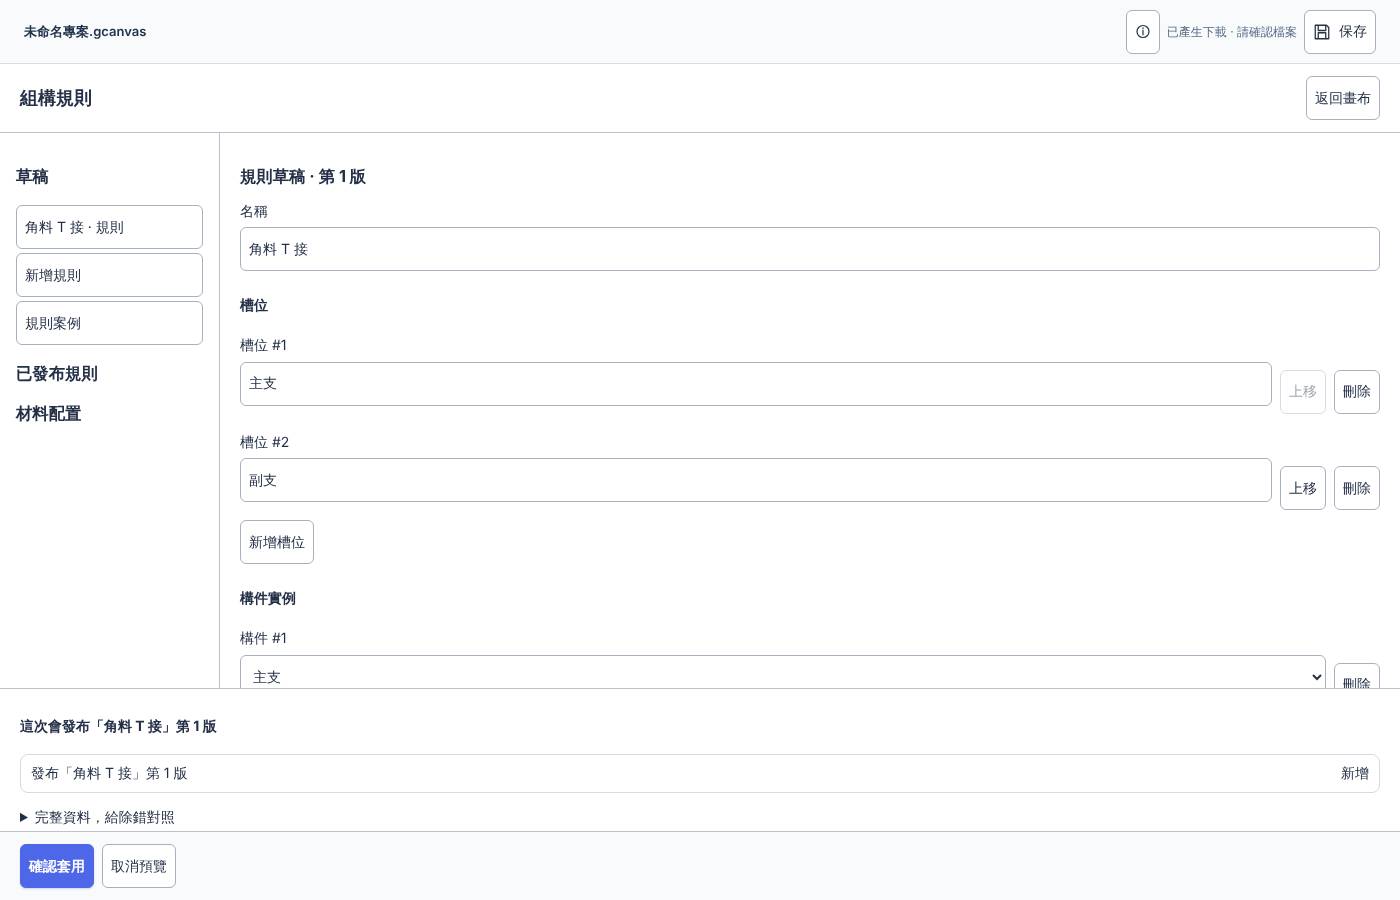 未命名專案.gcanvas
已產生下載 · 請確認檔案
保存
組構規則
返回畫布
草稿
角料 T 接 · 規則
新增規則
規則案例
已發布規則
材料配置
規則草稿 · 第 1 版
名稱
角料 T 接
槽位
槽位 #1
主支
上移
刪除
槽位 #2
副支
上移
刪除
新增槽位
構件實例
構件 #1
主支
刪除
這次會發布「角料 T 接」第 1 版
發布「角料 T 接」第 1 版
新增
完整資料，給除錯對照
確認套用
取消預覽